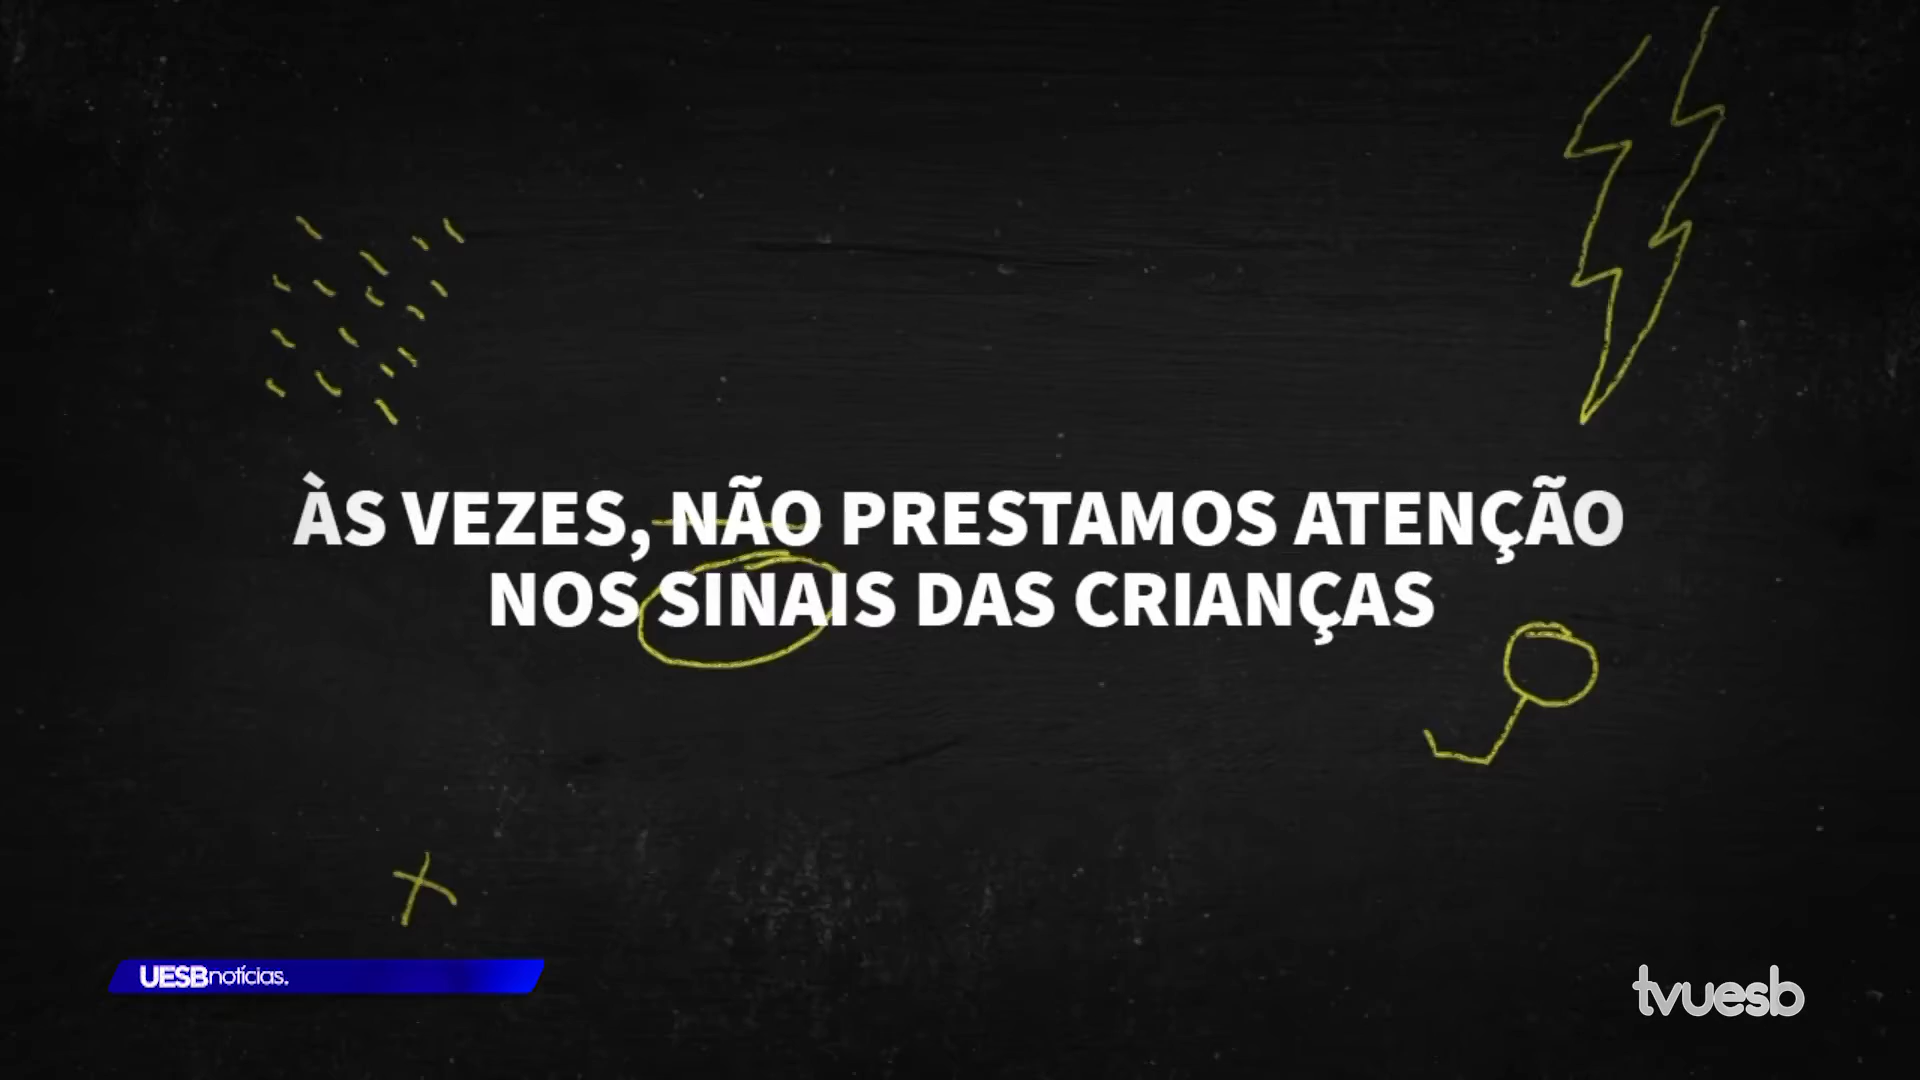 ÀS VEZES, NÃO PRESTAMOS ATENÇÃO
NOS SINAIS DAS CRIANÇAS
UESBnotícias.
tvuesb